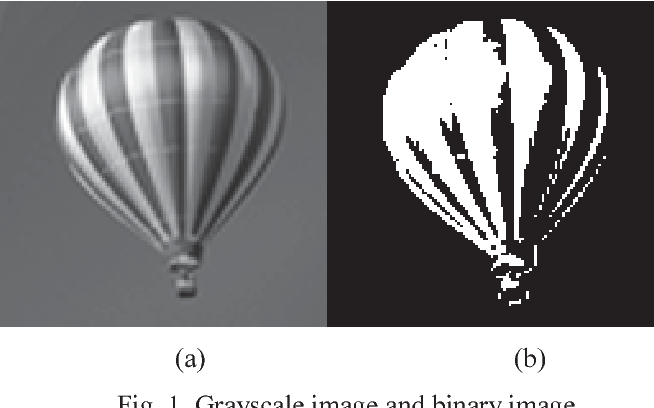 (a) (b)
Fig. 1. Grayscale image and binary image